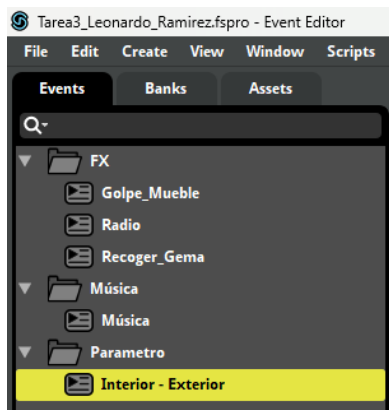 Tarea3_Leonardo_Ramirez.fspro - Event Editor
File Edit Create View Window Scripts
Events Banks Assets
FX
Golpe_Mueble
Radio
Recoger_Gema
Música
Música
Parametro
Interior - Exterior